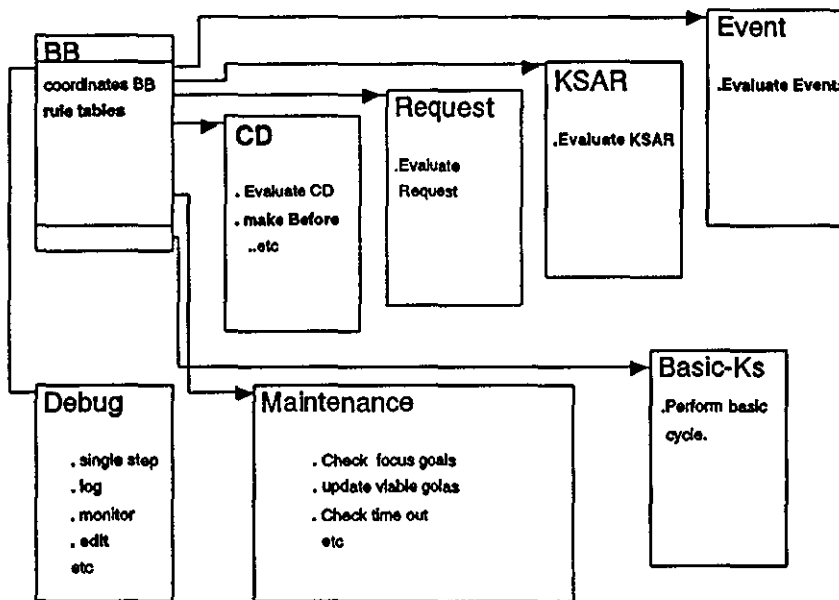 BB
coordinates BB
rule tables
CD
. Evaluate CD
. make Before
..etc
Request
.Evaluate
Request
KSAR
.Evaluate KSAR
Event
.Evaluate Event
Debug
. single step
. log
. monitor
. edit
etc
Maintenance
. Check focus goals
. update viable golas
. Check time out
etc
Basic-Ks
.Perform basic
cycle.